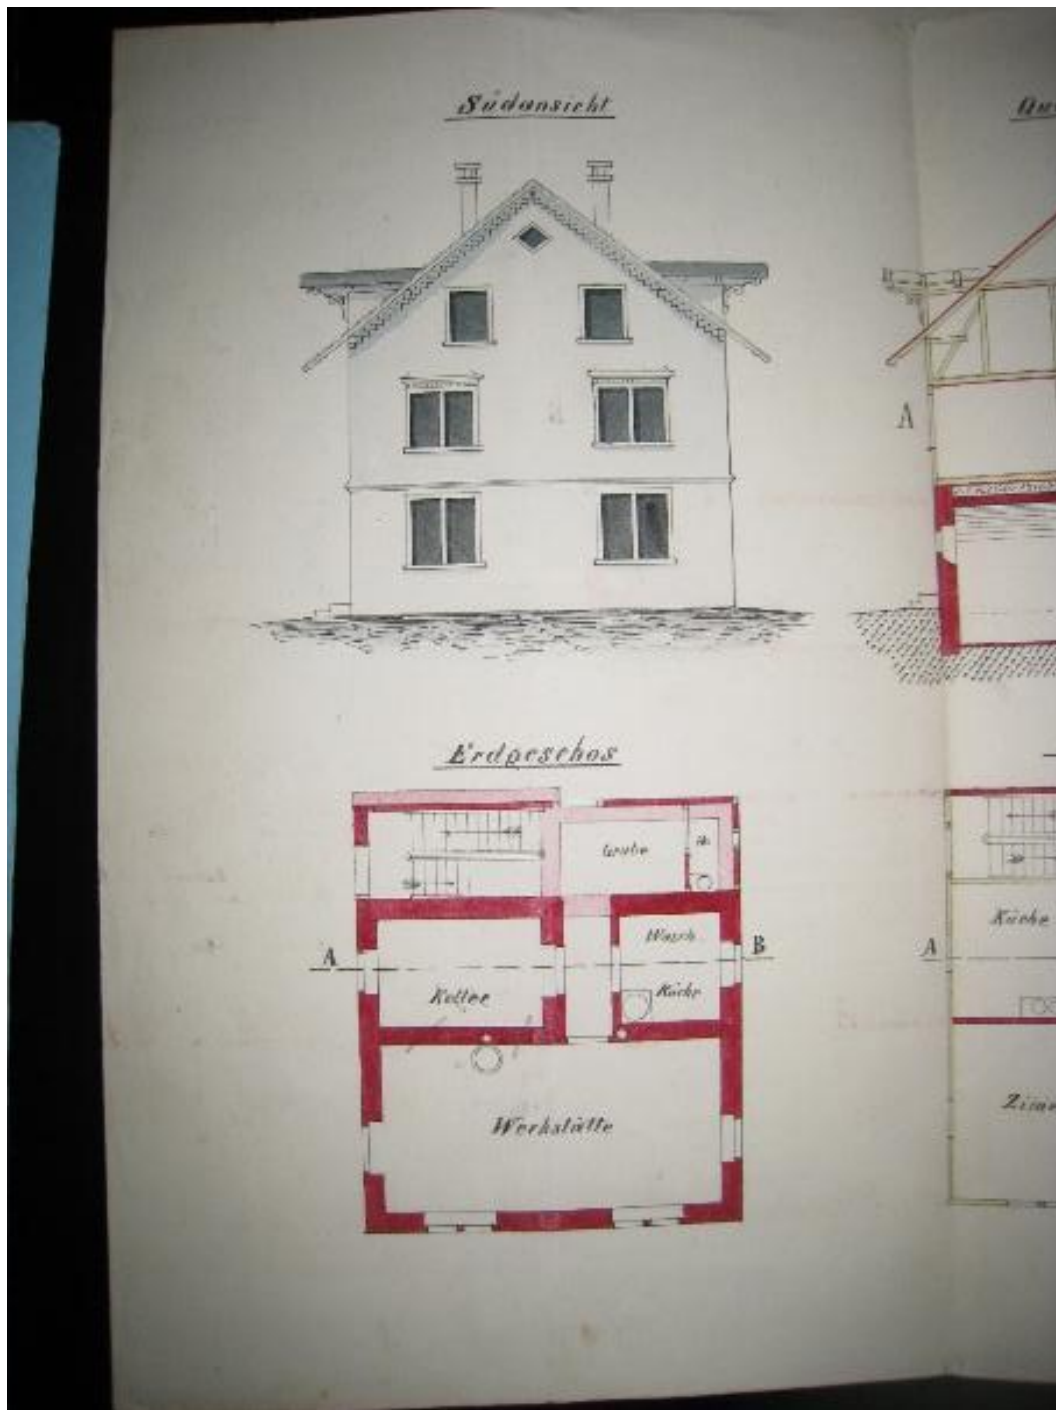 Südansicht
A
Erdgeschos
Grube
Wasch
Küche
A
B
Keller
Küche
A
Werkstätte